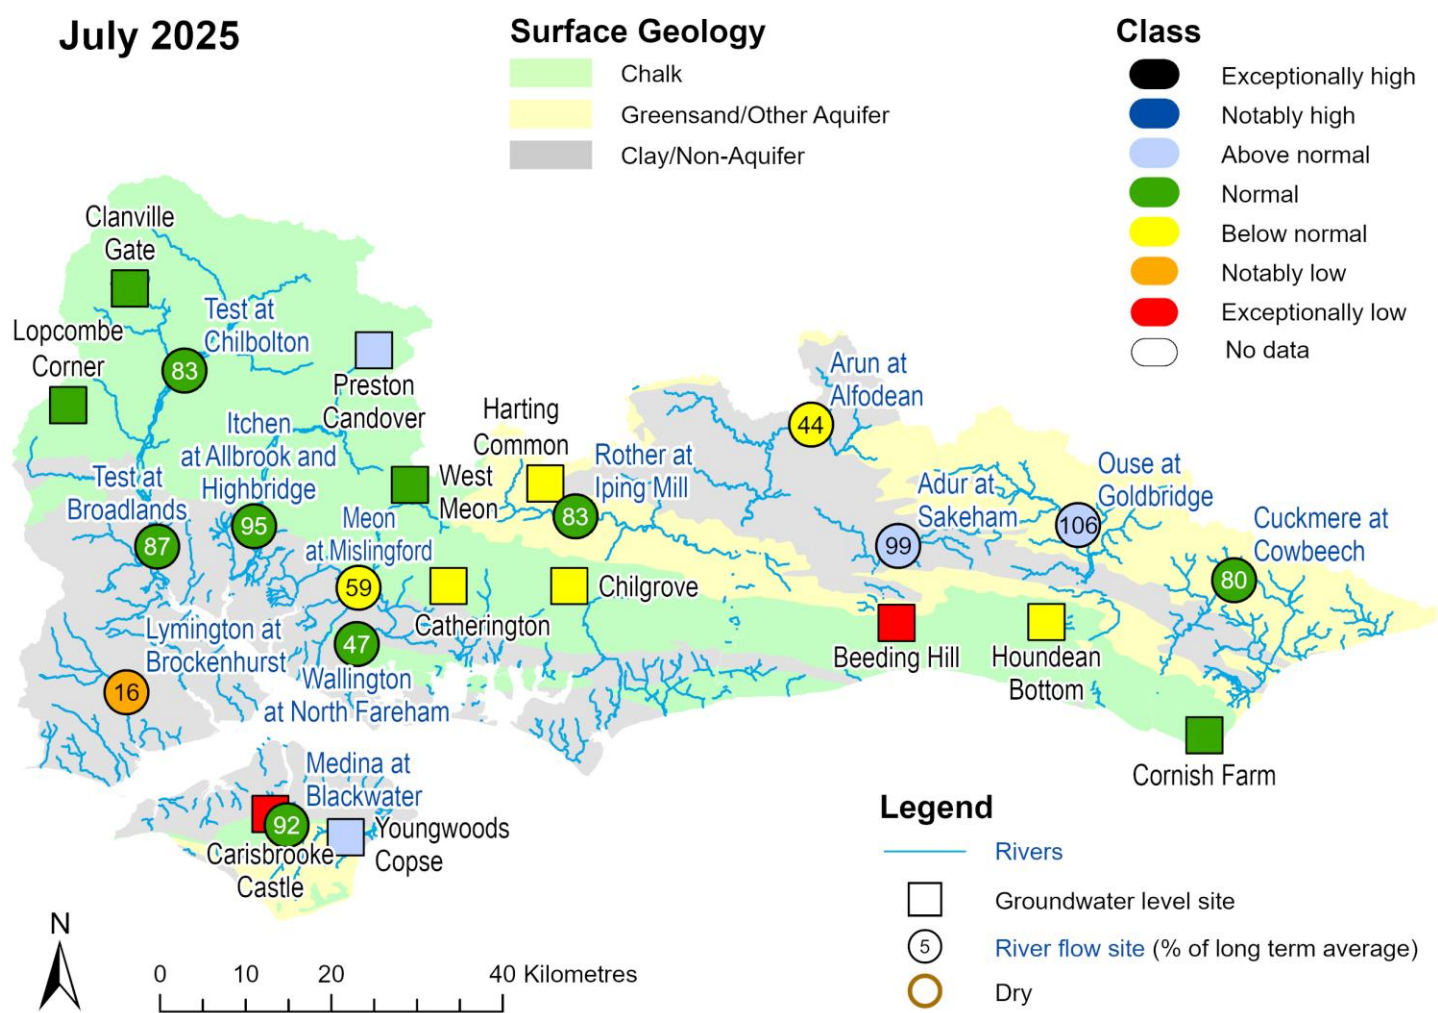 July 2025
Surface Geology
Chalk
Greensand/Other Aquifer
Clay/Non-Aquifer
Class
Exceptionally high
Notably high
Above normal
Normal
Below normal
Notably low
Exceptionally low
No data
Clanville
Gate
Lopcombe
Corner
Test at
Chilbolton
83
Preston
Candover
Itchen
at Allbrook and
Highbridge
95
Test at
Broadlands
87
West
Meon
Harting
Common
Rother at
Iping Mill
83
Arun at
Alfodean
44
Adur at
Sakeham
99
Ouse at
Goldbridge
106
Cuckmere at
Cowbeech
80
Meon
at Mislingford
59
Catherington
Chilgrove
47
Wallington
at North Fareham
Lymington at
Brockenhurst
16
Beeding Hill
Houndean
Bottom
Cornish Farm
Medina at
Blackwater
92
Youngwoods
Copse
Carisbrooke
Castle
N
0 10 20 40 Kilometres
Legend
Rivers
Groundwater level site
5 River flow site (% of long term average)
Dry